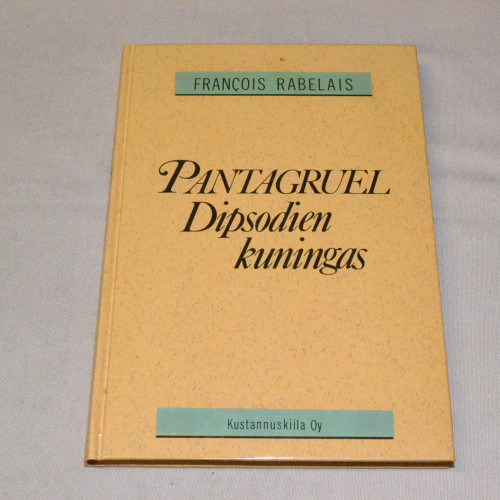 FRANÇOIS RABELAIS
PANTAGRUEL
Dipsodien
kuningas
Kustannuskiila Oy